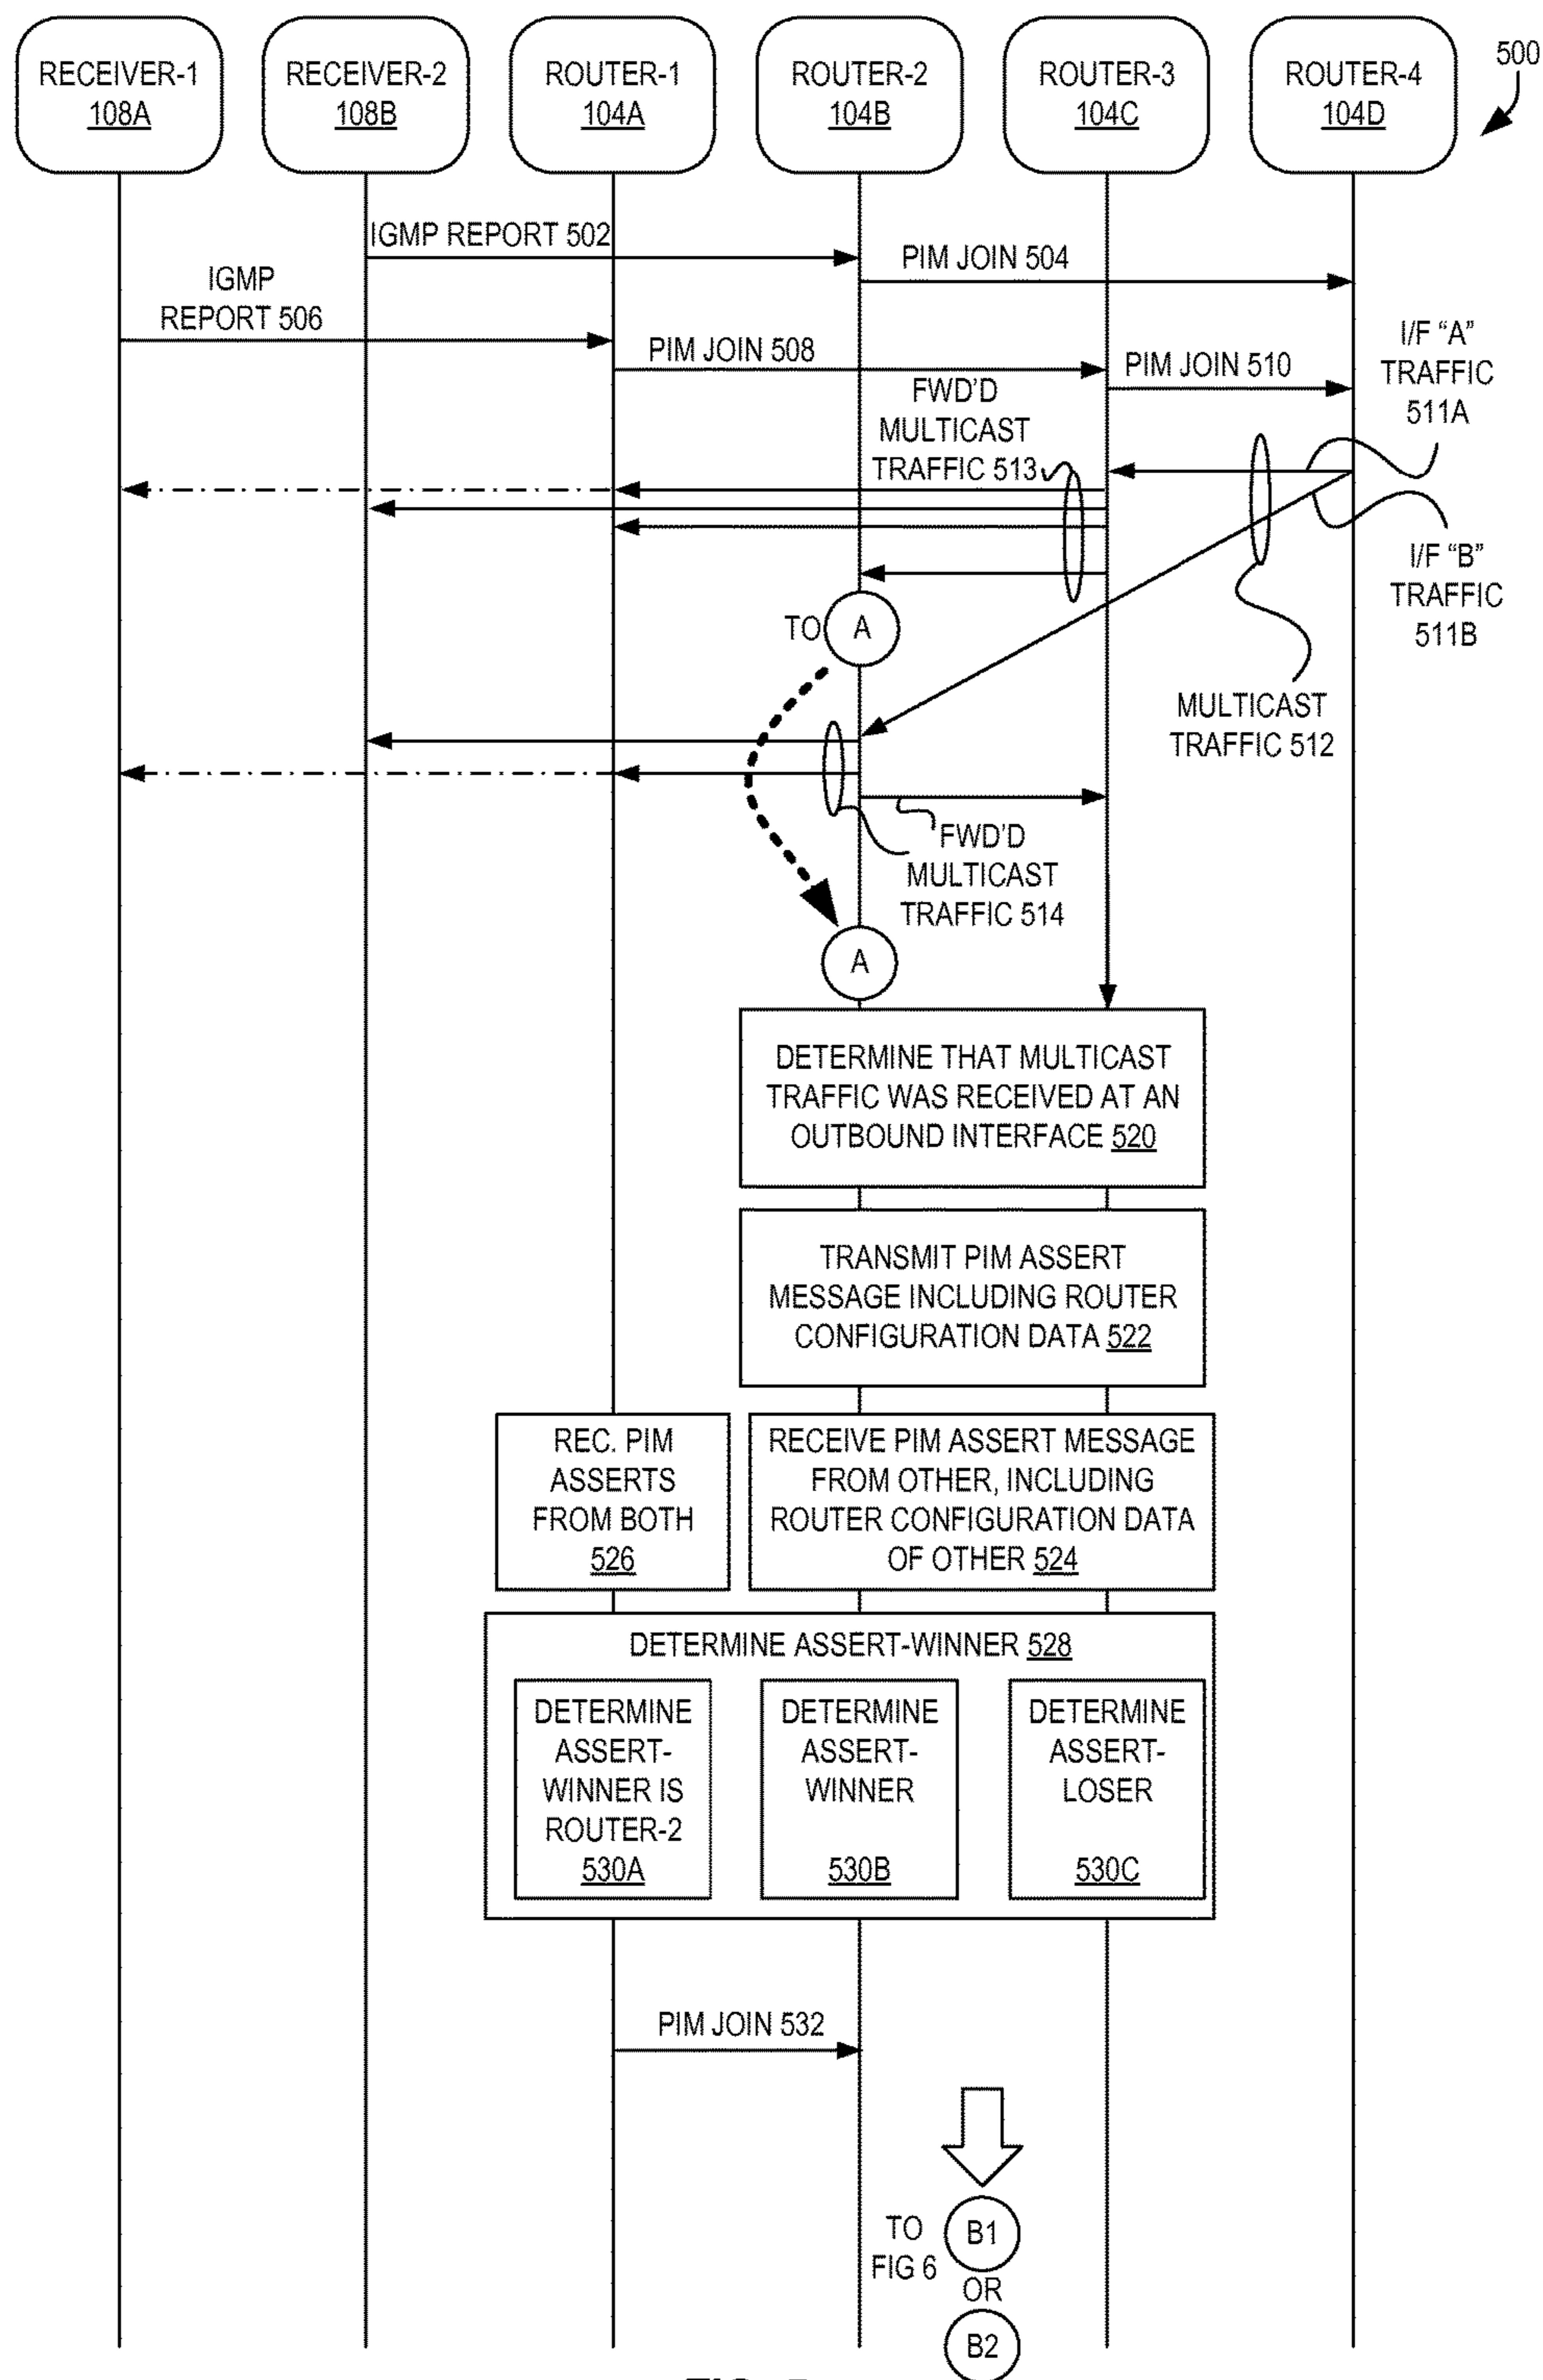 RECEIVER-1
108A
RECEIVER-2
108B
ROUTER-1
104A
ROUTER-2
104B
ROUTER-3
104C
ROUTER-4
104D
500
IGMP REPORT 502
PIM JOIN 504
IGMP
REPORT 506
PIM JOIN 508
PIM JOIN 510
I/F “A”
TRAFFIC
511A
FWD’D
MULTICAST
TRAFFIC 513
I/F “B”
TRAFFIC
511B
TO A
MULTICAST
TRAFFIC 512
FWD’D
MULTICAST
TRAFFIC 514
A
DETERMINE THAT MULTICAST
TRAFFIC WAS RECEIVED AT AN
OUTBOUND INTERFACE 520
TRANSMIT PIM ASSERT
MESSAGE INCLUDING ROUTER
CONFIGURATION DATA 522
REC. PIM
ASSERTS
FROM BOTH
526
RECEIVE PIM ASSERT MESSAGE
FROM OTHER, INCLUDING
ROUTER CONFIGURATION DATA
OF OTHER 524
DETERMINE ASSERT-WINNER 528
DETERMINE
ASSERT-
WINNER IS
ROUTER-2
530A
DETERMINE
ASSERT-
WINNER
530B
DETERMINE
ASSERT-
LOSER
530C
PIM JOIN 532
TO
FIG 6
B1
OR
B2